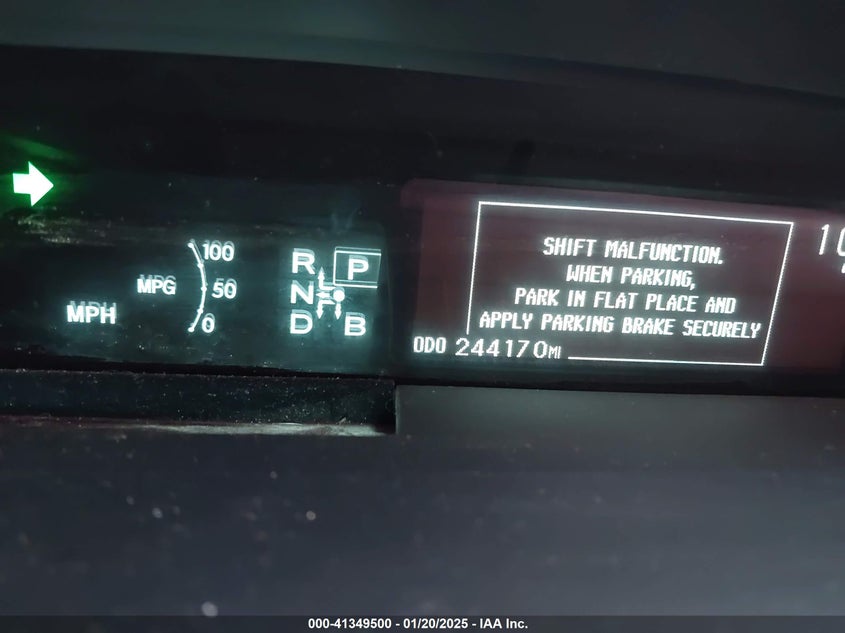 100
MPG
50
MPH
0
R P
N
D B
SHIFT MALFUNCTION.
WHEN PARKING,
PARK IN FLAT PLACE AND
APPLY PARKING BRAKE SECURELY
ODO 244170MI
000-41349500 - 01/20/2025 - IAA Inc.